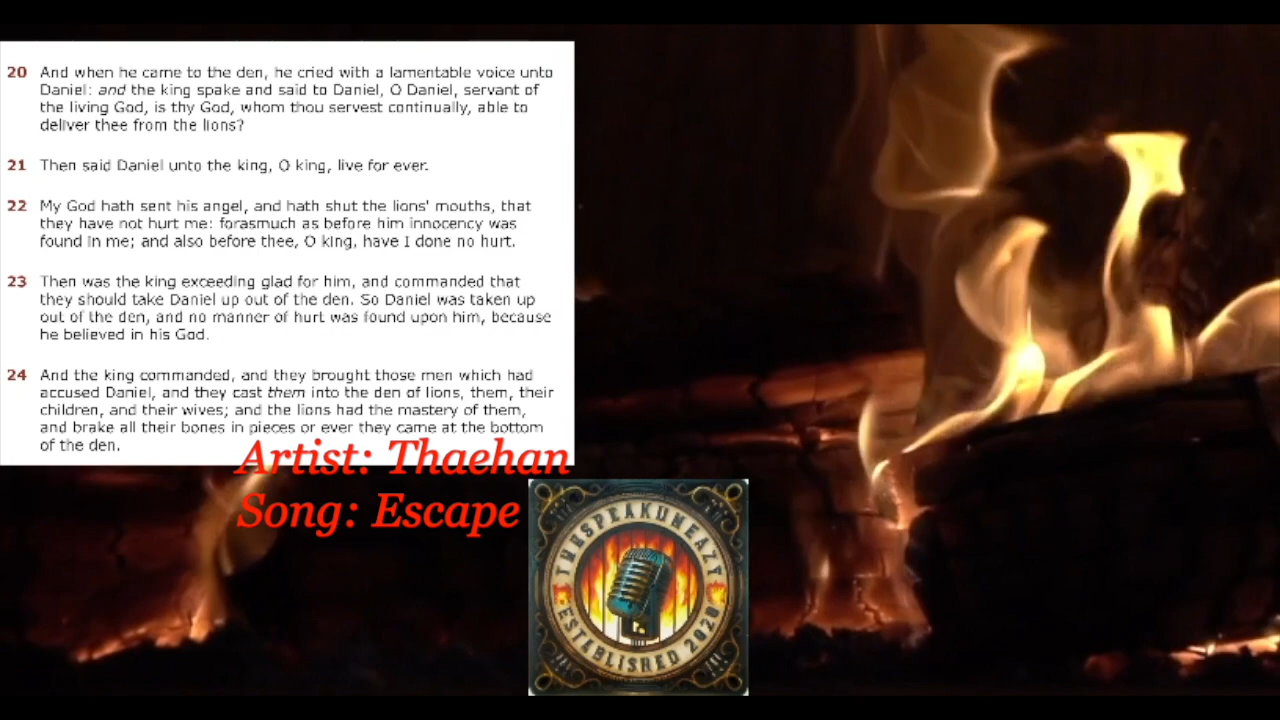 20 And when he came to the den, he cried with a lamentable voice unto
Daniel: and the king spake and said to Daniel, O Daniel, servant of
the living God, is thy God, whom thou servest continually, able to
deliver thee from the lions?
21 Then said Daniel unto the king, O king, live for ever.
22 My God hath sent his angel, and hath shut the lions' mouths, that
they have not hurt me: forasmuch as before him innocency was
found in me; and also before thee, O king, have I done no hurt.
23 Then was the king exceeding glad for him, and commanded that
they should take Daniel up out of the den. So Daniel was taken up
out of the den, and no manner of hurt was found upon him, because
he believed in his God.
24 And the king commanded, and they brought those men which had
accused Daniel, and they cast them into the den of lions, them, their
children, and their wives; and the lions had the mastery of them,
and brake all their bones in pieces or ever they came at the bottom
of the den.
Artist: Thaehan
Song: Escape
THESPEAKUNEAZY
ESTABLISHED 2020